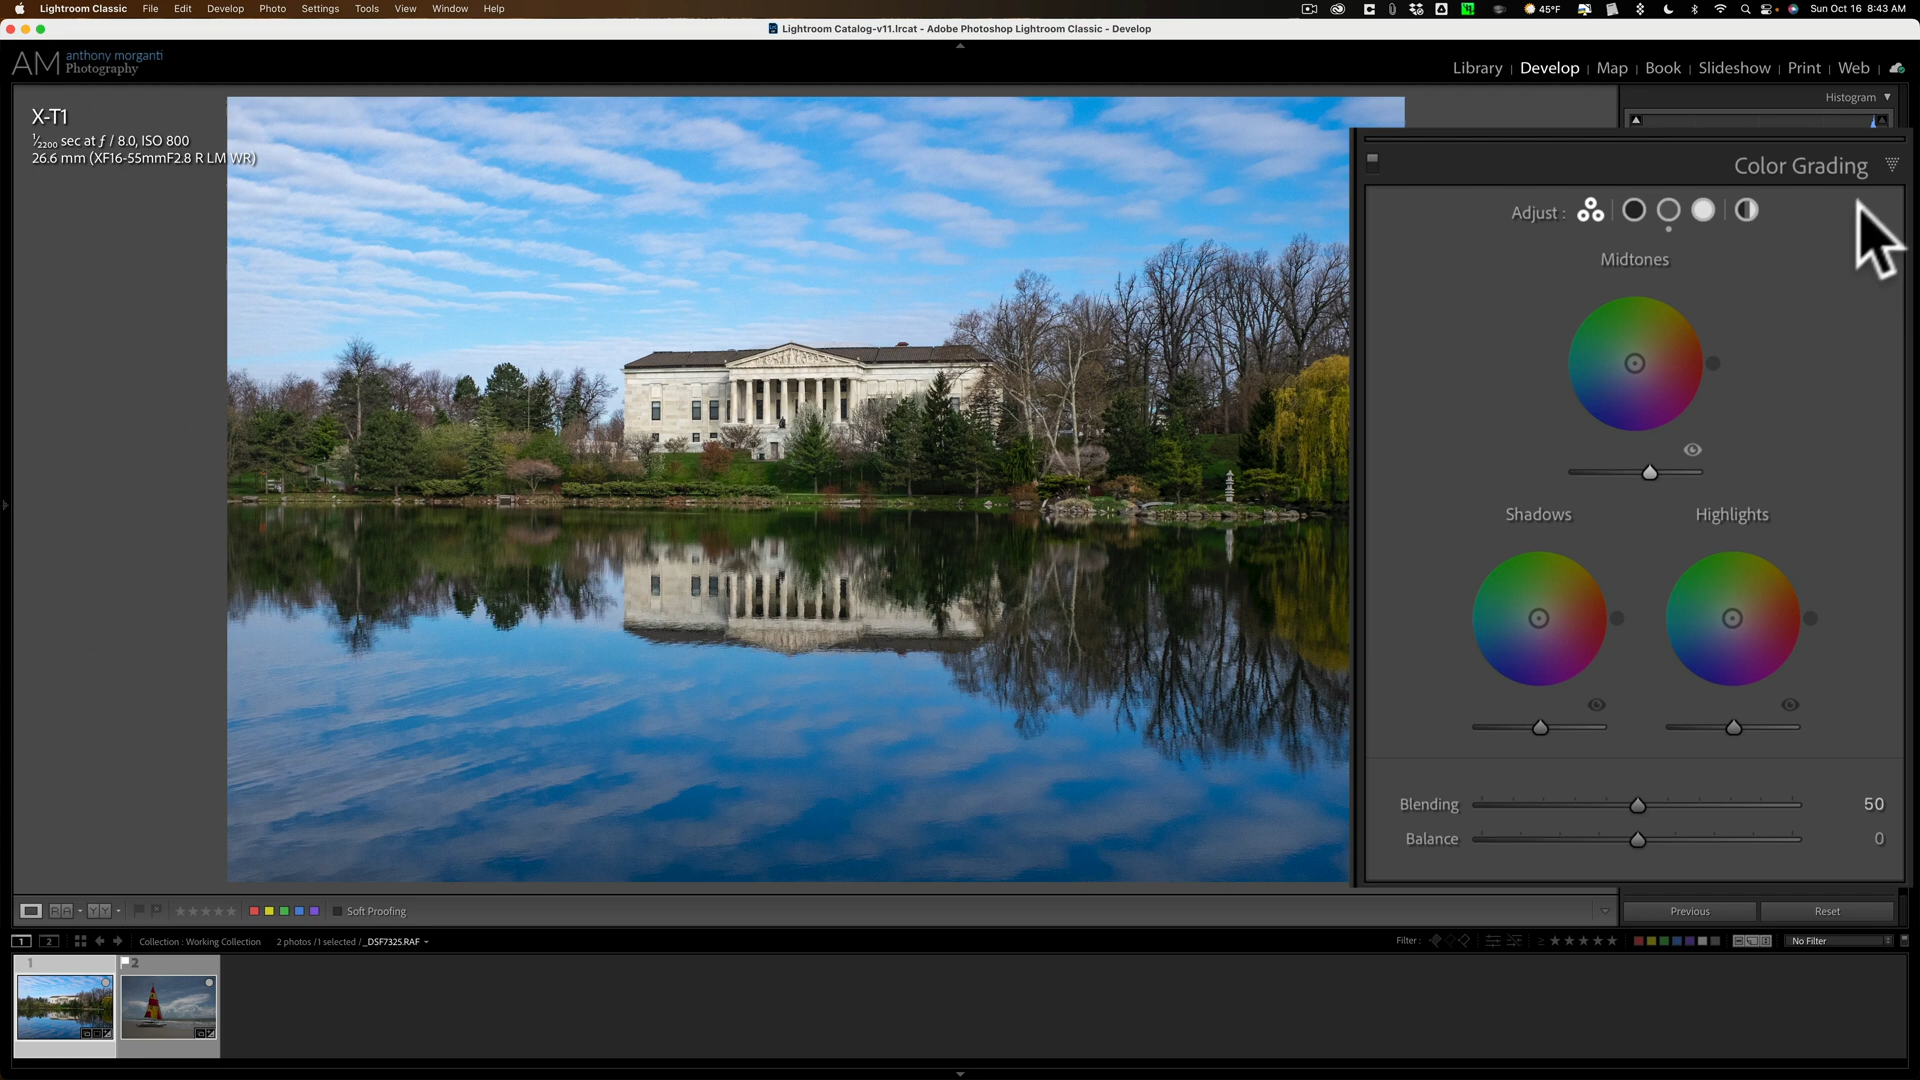 Lightroom Classic File Edit Develop Photo Settings Tools View Window Help 45°F Sun Oct 16 8:43 AM
Lightroom Catalog-v11.lrcat - Adobe Photoshop Lightroom Classic - Develop
AM anthony morganti
Photography
Library | Develop | Map | Book | Slideshow | Print | Web
Histogram
X-T1
1/2200 sec at ƒ / 8.0, ISO 800
26.6 mm (XF16-55mmF2.8 R LM WR)
Color Grading
Adjust :
Midtones
Shadows Highlights
Blending 50
Balance 0
Soft Proofing
Previous Reset
1 2 Collection : Working Collection 2 photos /1 selected /_DSF7325.RAF Filter : No Filter
1 2